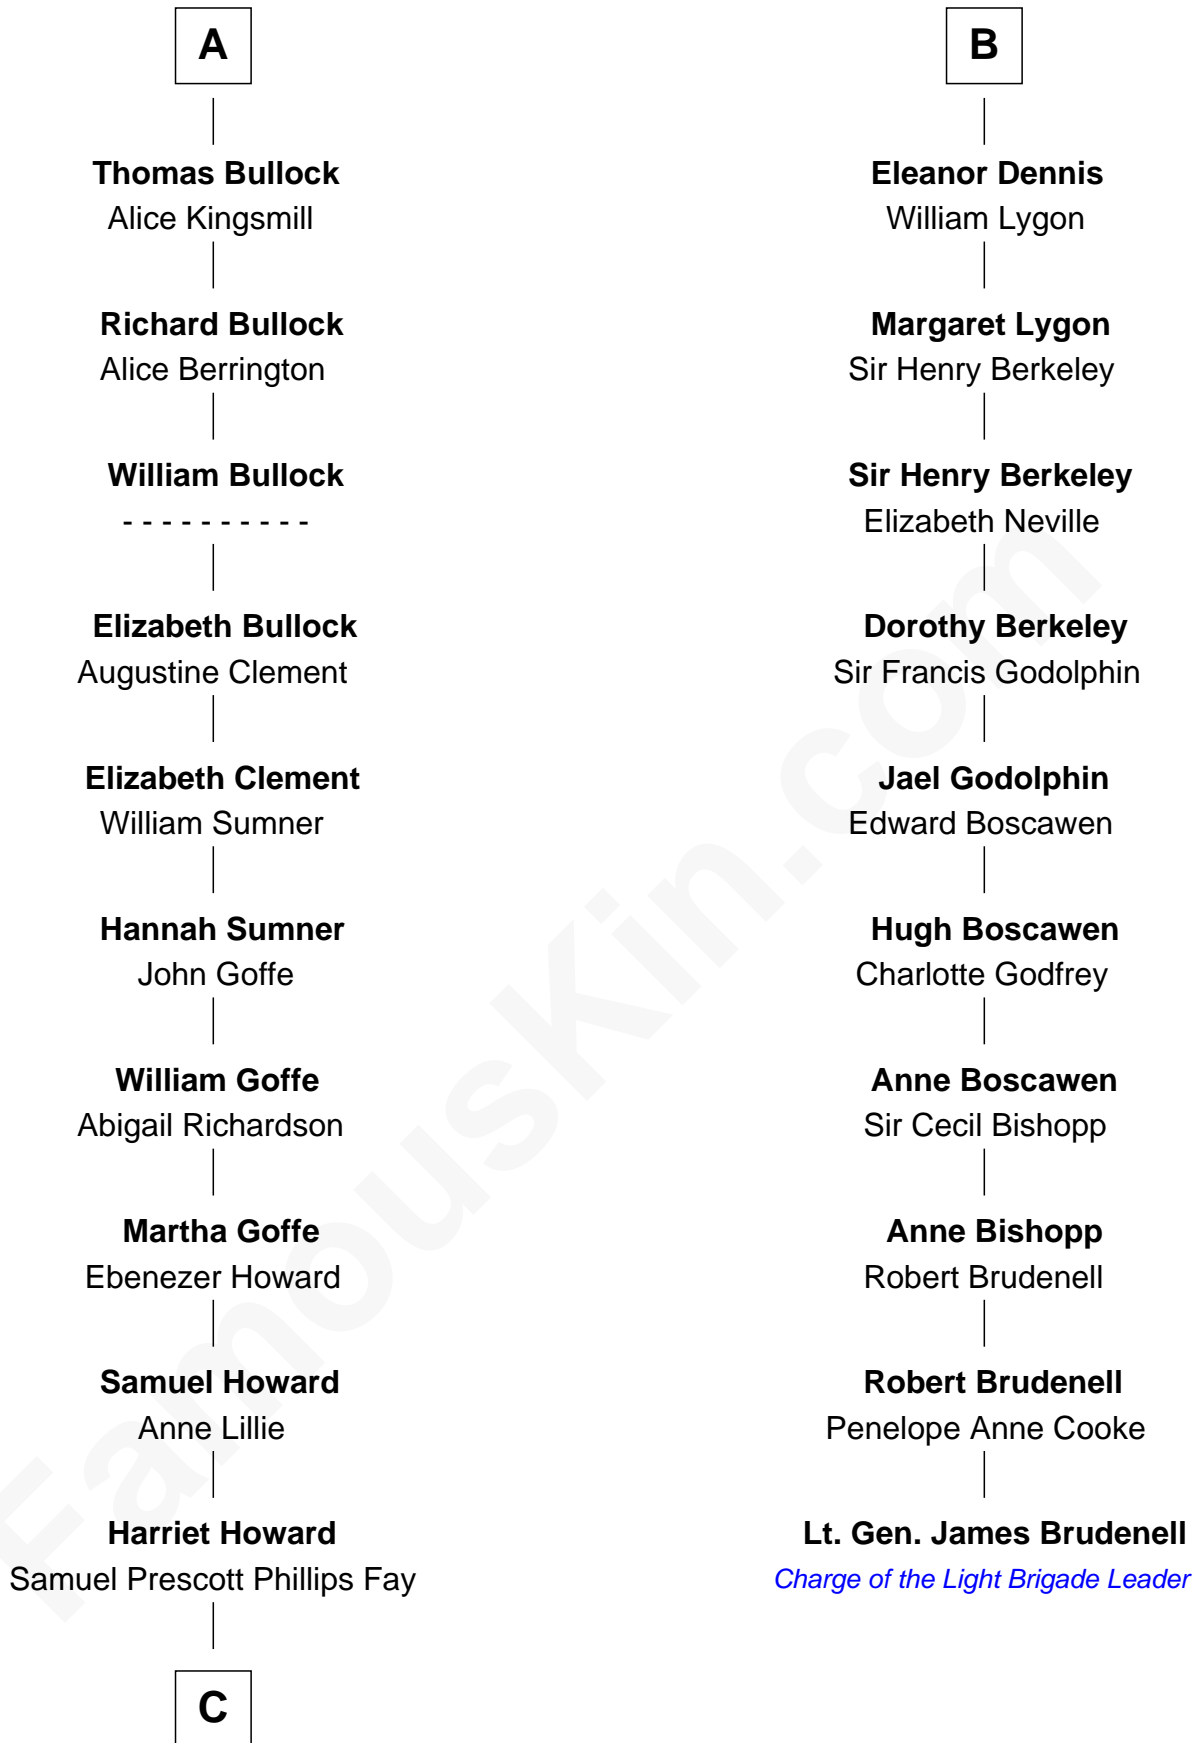 A
Thomas Bullock
Alice Kingsmill
Richard Bullock
Alice Berrington
William Bullock
- - - - - - - - - -
Elizabeth Bullock
Augustine Clement
Elizabeth Clement
William Sumner
Hannah Sumner
John Goffe
William Goffe
Abigail Richardson
Martha Goffe
Ebenezer Howard
Samuel Howard
Anne Lillie
Harriet Howard
Samuel Prescott Phillips Fay
C
B
Eleanor Dennis
William Lygon
Margaret Lygon
Sir Henry Berkeley
Sir Henry Berkeley
Elizabeth Neville
Dorothy Berkeley
Sir Francis Godolphin
Jael Godolphin
Edward Boscawen
Hugh Boscawen
Charlotte Godfrey
Anne Boscawen
Sir Cecil Bishopp
Anne Bishopp
Robert Brudenell
Robert Brudenell
Penelope Anne Cooke
Lt. Gen. James Brudenell
Charge of the Light Brigade Leader
FamousKin.com